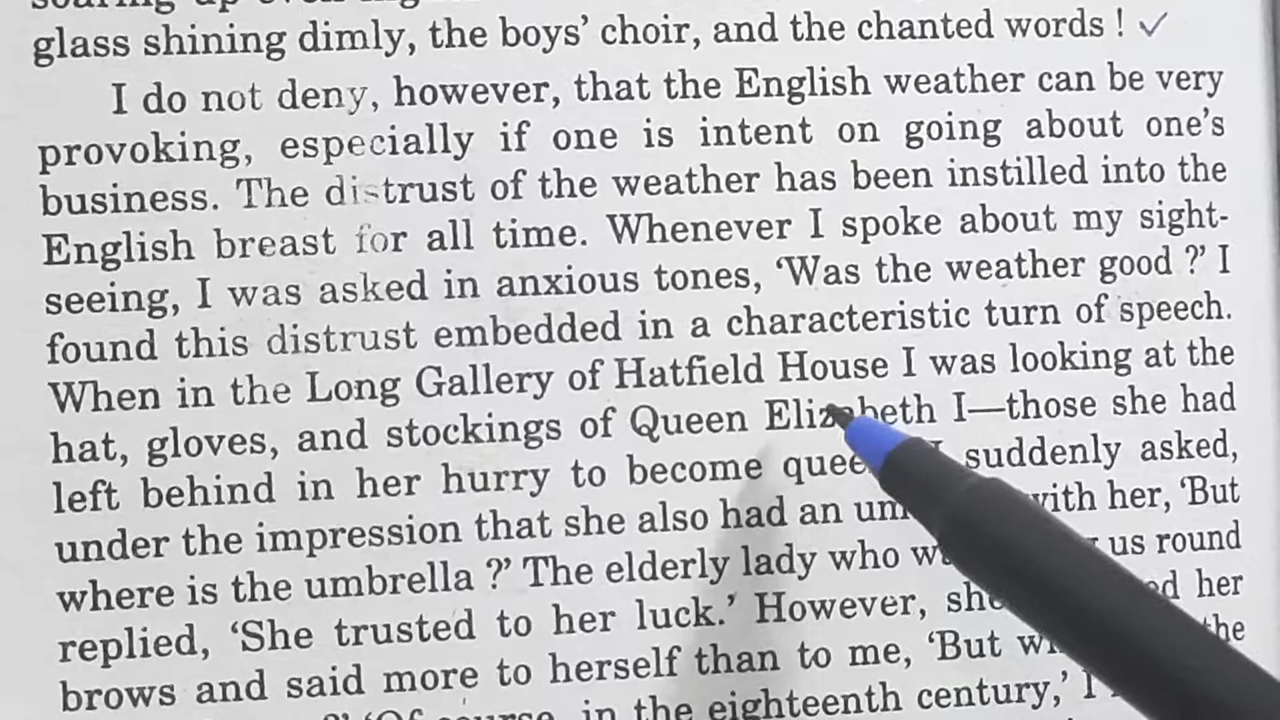 glass shining dimly, the boys' choir, and the chanted words !
I do not deny, however, that the English weather can be very
provoking, especially if one is intent on going about one's
business. The distrust of the weather has been instilled into the
English breast for all time. Whenever I spoke about my sight-
seeing, I was asked in anxious tones, 'Was the weather good ?' I
found this distrust embedded in a characteristic turn of speech.
When in the Long Gallery of Hatfield House I was looking at the
hat, gloves, and stockings of Queen Elizabeth I—those she had
left behind in her hurry to become suddenly asked,
under the impression that she also had an with her, 'But
where is the umbrella ?' The elderly lady who us round
replied, 'She trusted to her luck.' However, her
brows and said more to herself than to me, 'But the
in the eighteenth century,' I